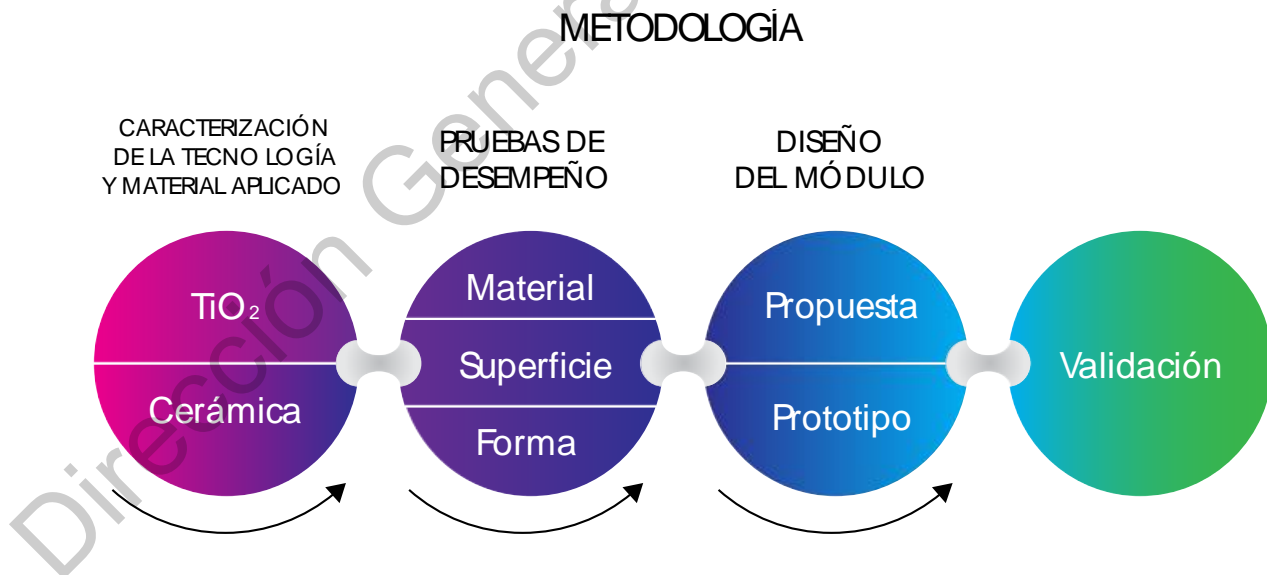 METODOLOGÍA
CARACTERIZACIÓN
DE LA TECNOLOGÍA
Y MATERIAL APLICADO
PRUEBAS DE
DESEMPEÑO
DISEÑO
DEL MÓDULO
TiO₂
Cerámica
Material
Superficie
Forma
Propuesta
Prototipo
Validación
Dirección Genera